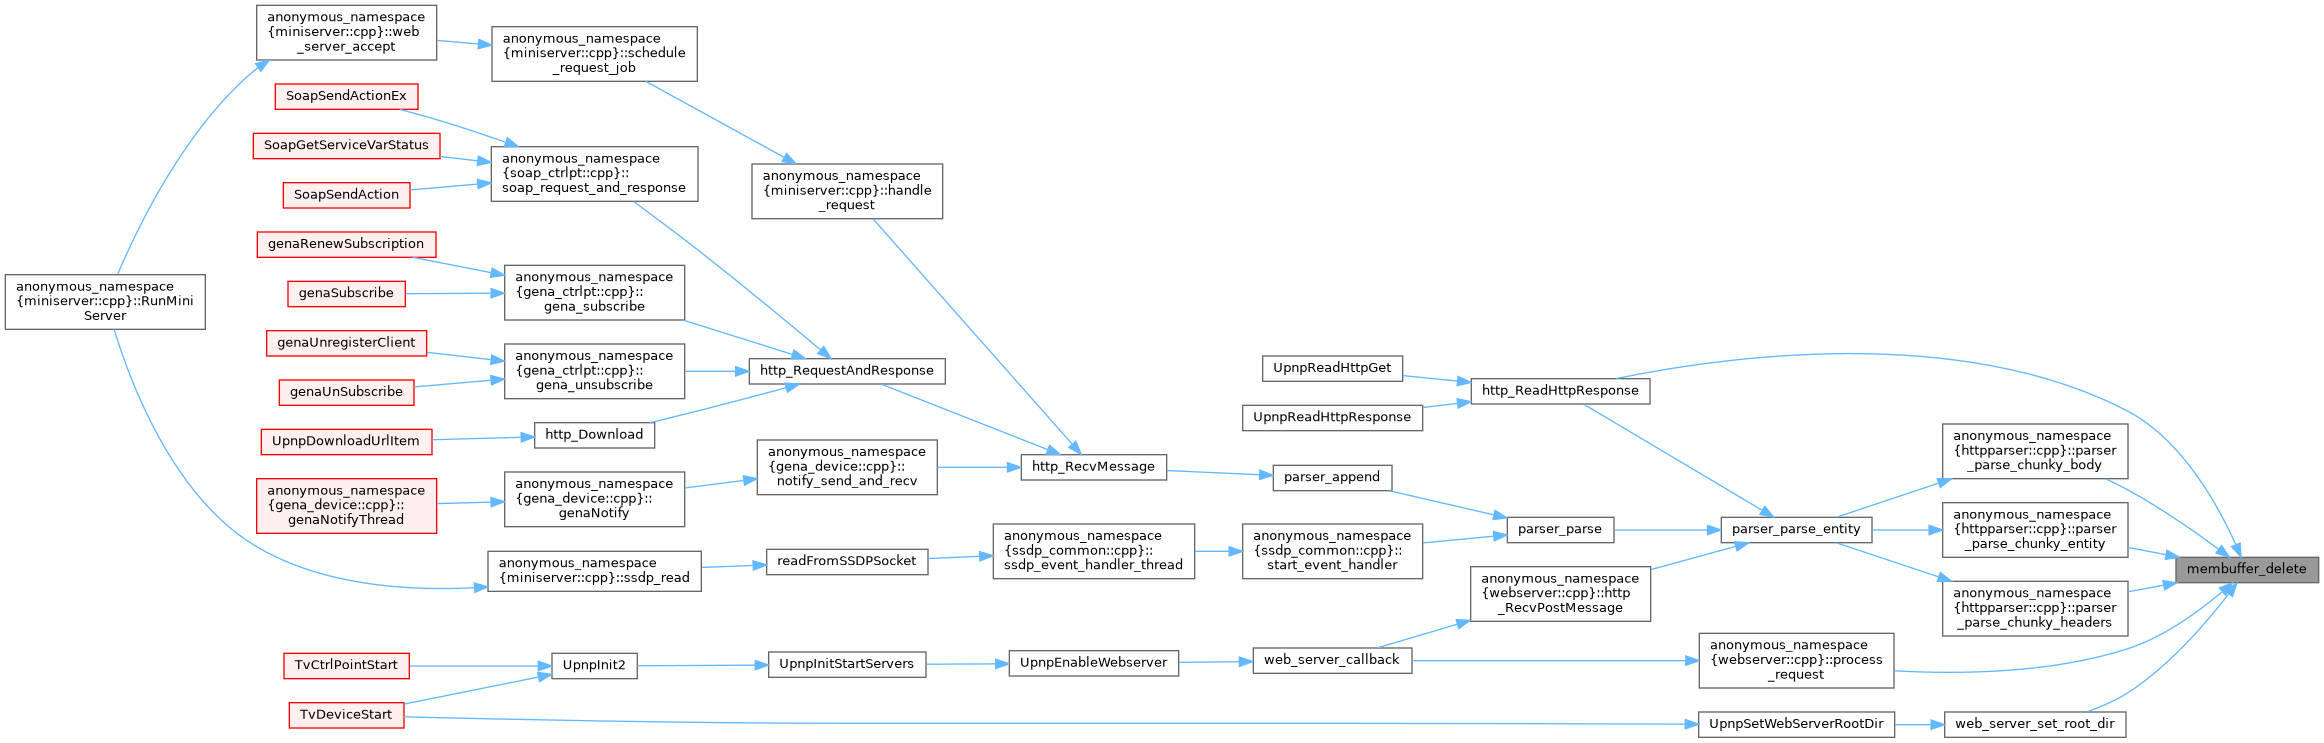 anonymous_namespace
{miniserver::cpp}::web
_server_accept
anonymous_namespace
{miniserver::cpp}::schedule
_request_job
SoapSendActionEx
SoapGetServiceVarStatus
SoapSendAction
anonymous_namespace
{soap_ctrlpt::cpp}::
soap_request_and_response
anonymous_namespace
{miniserver::cpp}::handle
_request
genaRenewSubscription
genaSubscribe
anonymous_namespace
{gena_ctrlpt::cpp}::
gena_subscribe
anonymous_namespace
{miniserver::cpp}::RunMini
Server
genaUnregisterClient
genaUnSubscribe
anonymous_namespace
{gena_ctrlpt::cpp}::
gena_unsubscribe
http_RequestAndResponse
UpnpDownloadUrlItem
http_Download
UpnpReadHttpGet
UpnpReadHttpResponse
http_ReadHttpResponse
anonymous_namespace
{gena_device::cpp}::
genaNotifyThread
anonymous_namespace
{gena_device::cpp}::
genaNotify
anonymous_namespace
{gena_device::cpp}::
notify_send_and_recv
http_RecvMessage
parser_append
parser_parse
parser_parse_entity
anonymous_namespace
{httpparser::cpp}::parser
_parse_chunky_body
anonymous_namespace
{httpparser::cpp}::parser
_parse_chunky_entity
anonymous_namespace
{httpparser::cpp}::parser
_parse_chunky_headers
membuffer_delete
anonymous_namespace
{miniserver::cpp}::ssdp_read
readFromSSDPSocket
anonymous_namespace
{ssdp_common::cpp}::
ssdp_event_handler_thread
anonymous_namespace
{ssdp_common::cpp}::
start_event_handler
anonymous_namespace
{webserver::cpp}::http
_RecvPostMessage
anonymous_namespace
{webserver::cpp}::process
_request
TvCtrlPointStart
UpnpInit2
UpnpInitStartServers
UpnpEnableWebserver
web_server_callback
TvDeviceStart
UpnpSetWebServerRootDir
web_server_set_root_dir